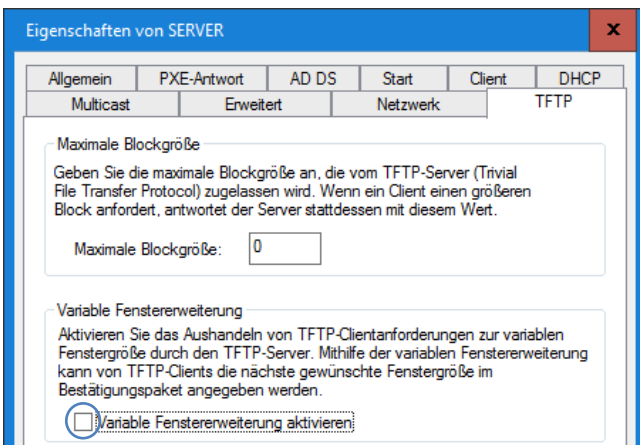 Eigenschaften von SERVER
x
Allgemein PXE-Antwort AD DS Start Client DHCP
Multicast Erweitert Netzwerk TFTP
Maximale Blockgröße
Geben Sie die maximale Blockgröße an, die vom TFTP-Server (Trivial
File Transfer Protocol) zugelassen wird. Wenn ein Client einen größeren
Block anfordert, antwortet der Server stattdessen mit diesem Wert.
Maximale Blockgröße: 0
Variable Fenstererweiterung
Aktivieren Sie das Aushandeln von TFTP-Clientanforderungen zur variablen
Fenstergröße durch den TFTP-Server. Mithilfe der variablen Fenstererweiterung
kann von TFTP-Clients die nächste gewünschte Fenstergröße im
Bestätigungspaket angegeben werden.
Variable Fenstererweiterung aktivieren